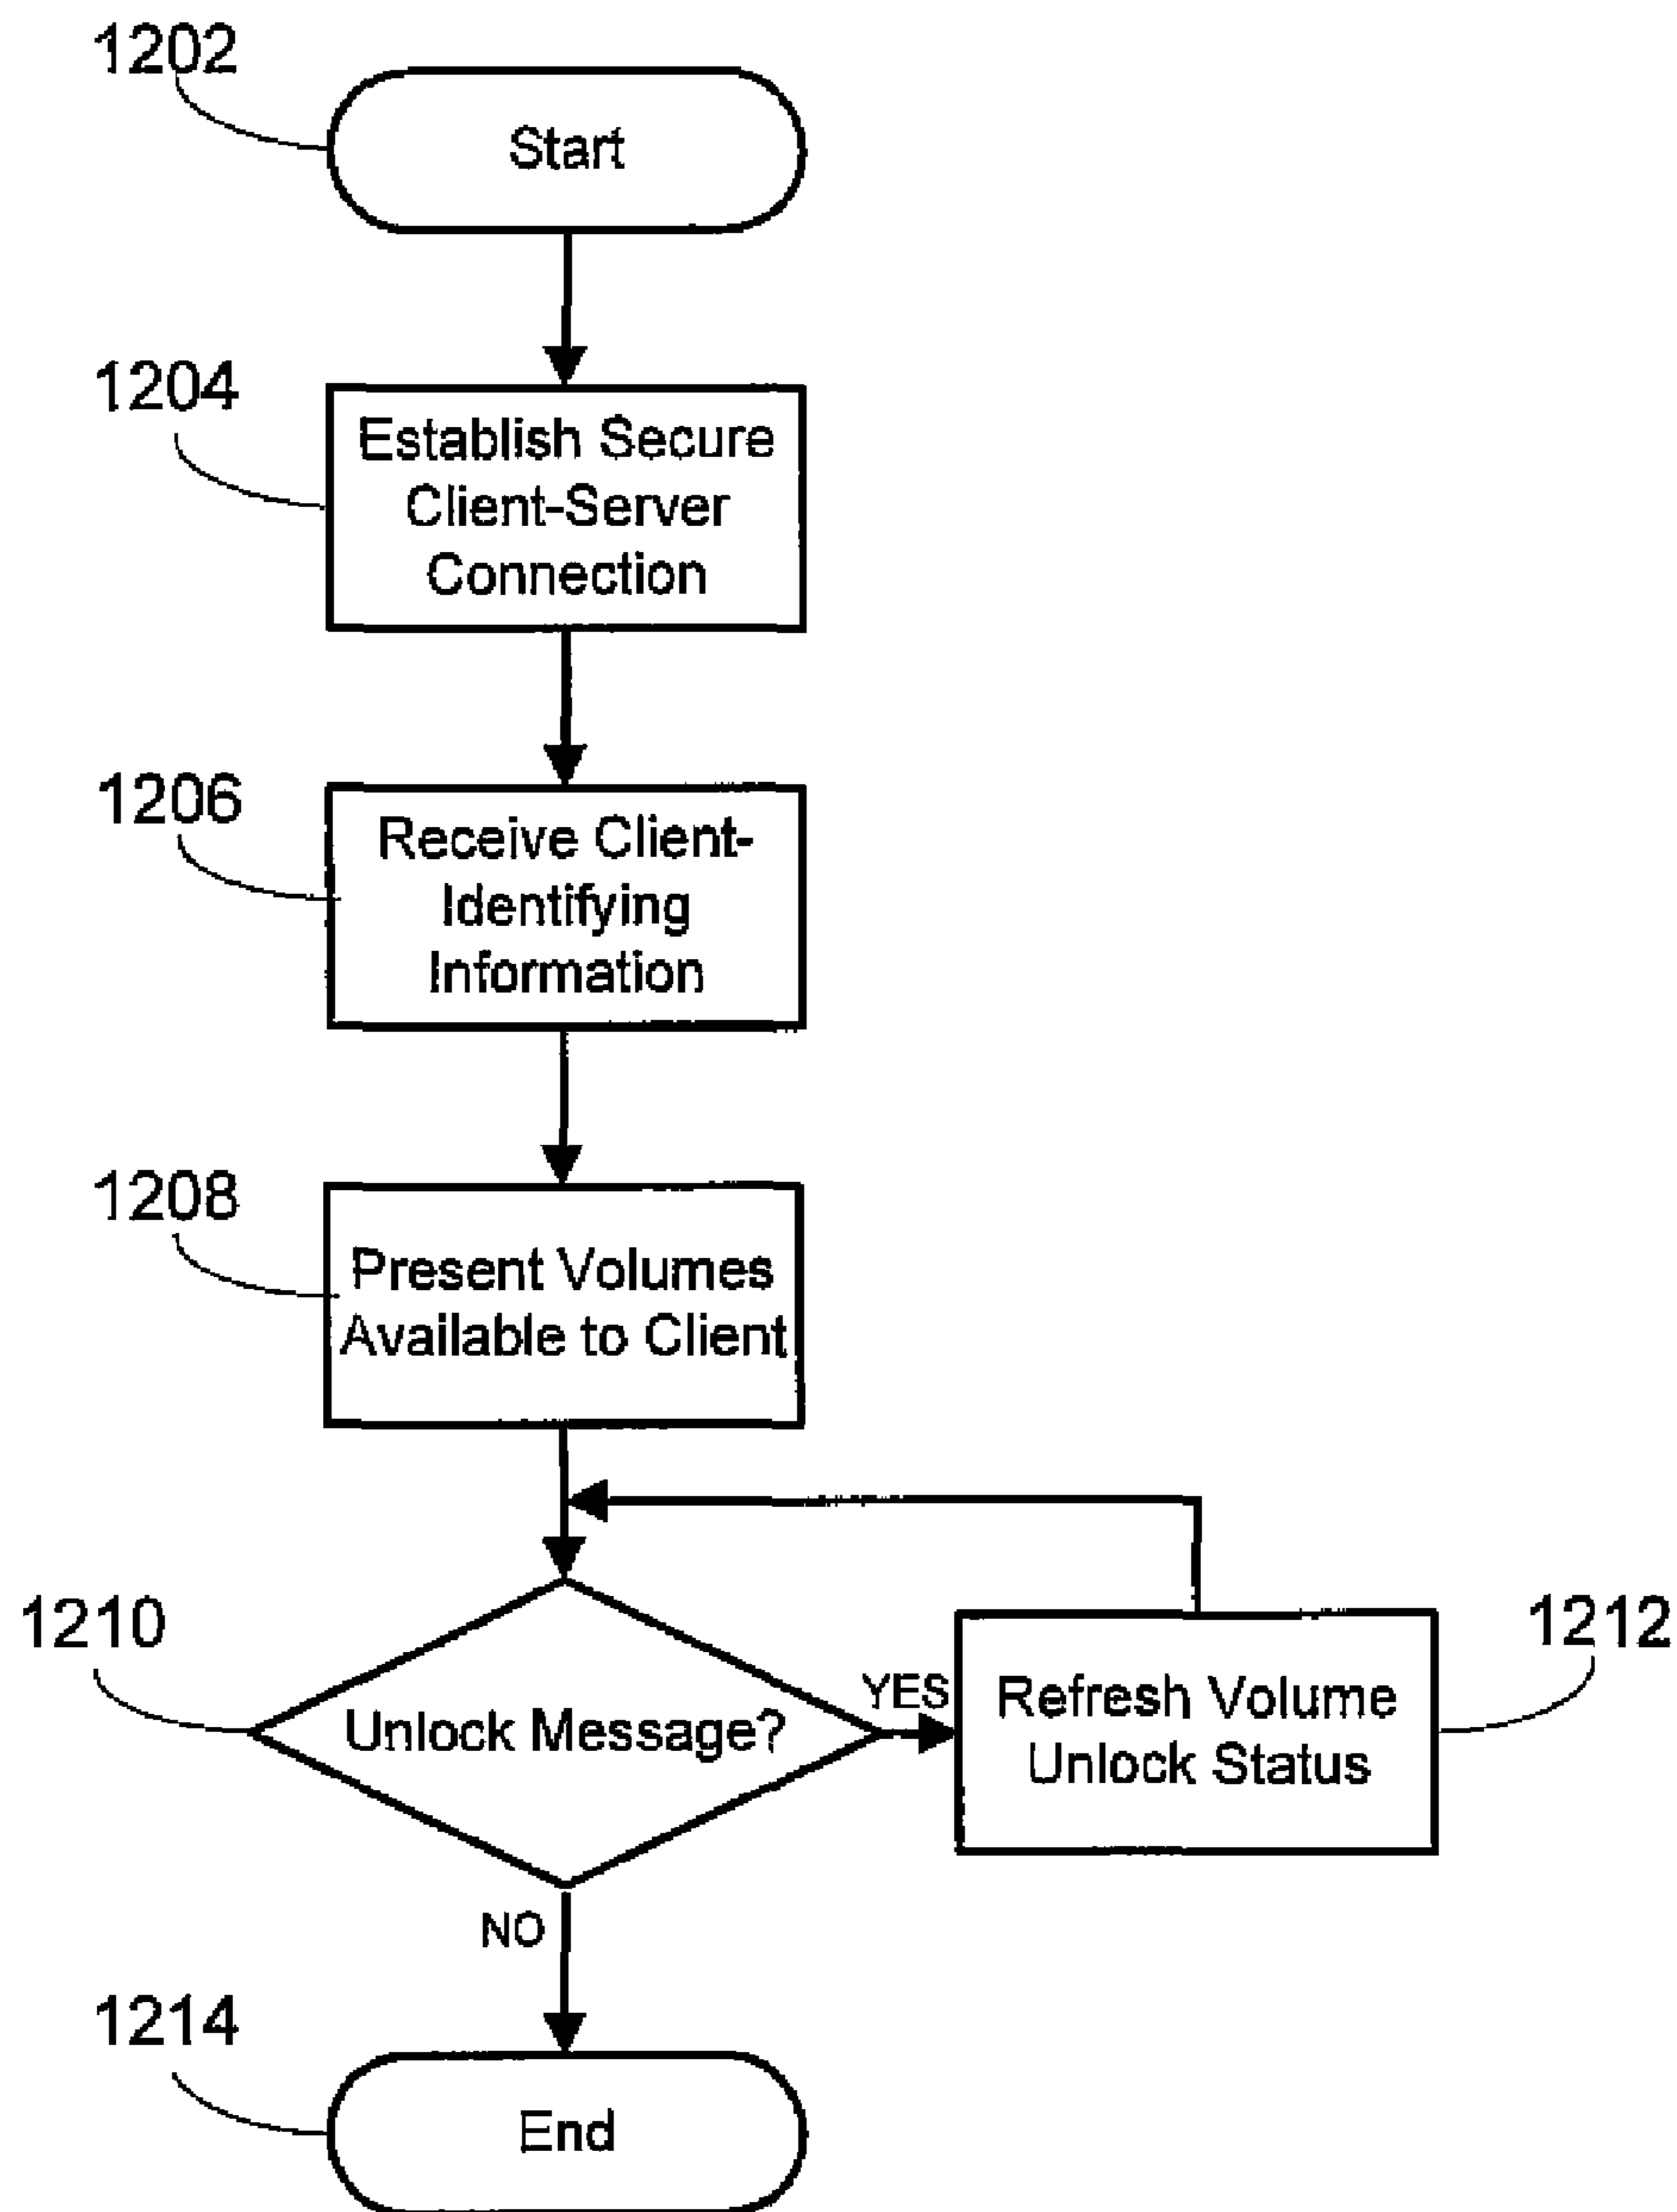 1202
Start
1204
Establish Secure
Client-Server
Connection
1206
Receive Client-
Identifying
Information
1208
Present Volumes
Available to Client
1210
Unlock Message?
YES
Refresh Volume
Unlock Status
1212
NO
1214
End